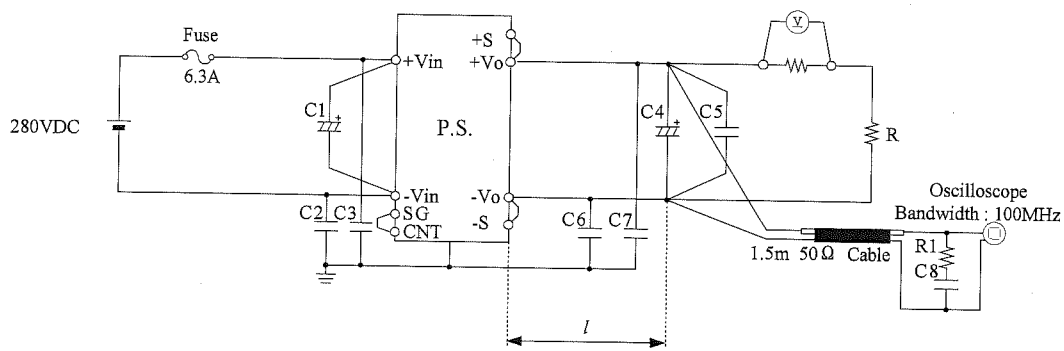 Fuse
6.3A
280VDC
C1
+
+Vin
-Vin
SG
CNT
C2
C3
P.S.
+S
+Vo
-Vo
-S
C6
C7
C4
+
C5
V
R
Oscilloscope
Bandwidth : 100MHz
R1
C8
1.5m 50Ω Cable
l